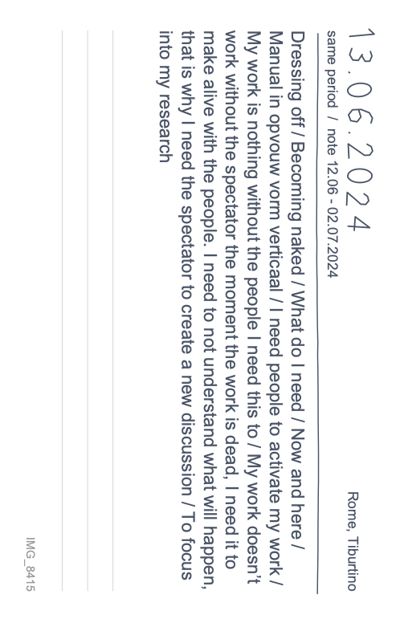 13.06.2024
same period / note 12.06 - 02.07.2024
Rome, Tiburtino
Dressing off / Becoming naked / What do I need / Now and here /
Manual in opvouw vorm verticaal / I need people to activate my work /
My work is nothing without the people I need this to / My work doesn't
work without the spectator the moment the work is dead, I need it to
make alive with the people. I need to not understand what will happen,
that is why I need the spectator to create a new discussion / To focus
into my research
IMG_8415